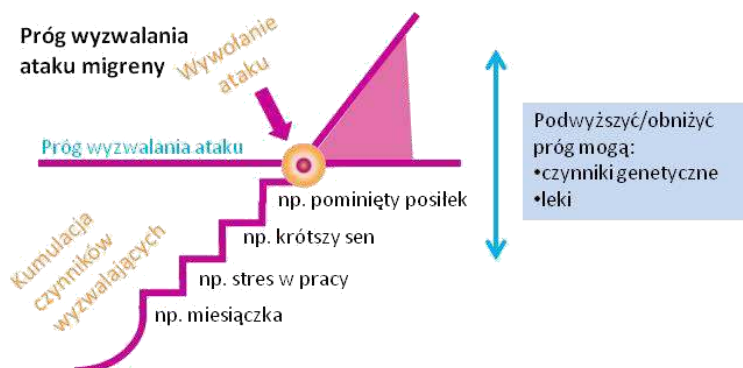 Próg wyzwalania
ataku migreny
Wywołanie
ataku
Próg wyzwalania ataku
np. pominięty posiłek
np. krótszy sen
np. stres w pracy
np. miesiączka
Kumulacja
czynników
wyzwalających
Podwyższyć/obniżyć
próg mogą:
•czynniki genetyczne
•leki